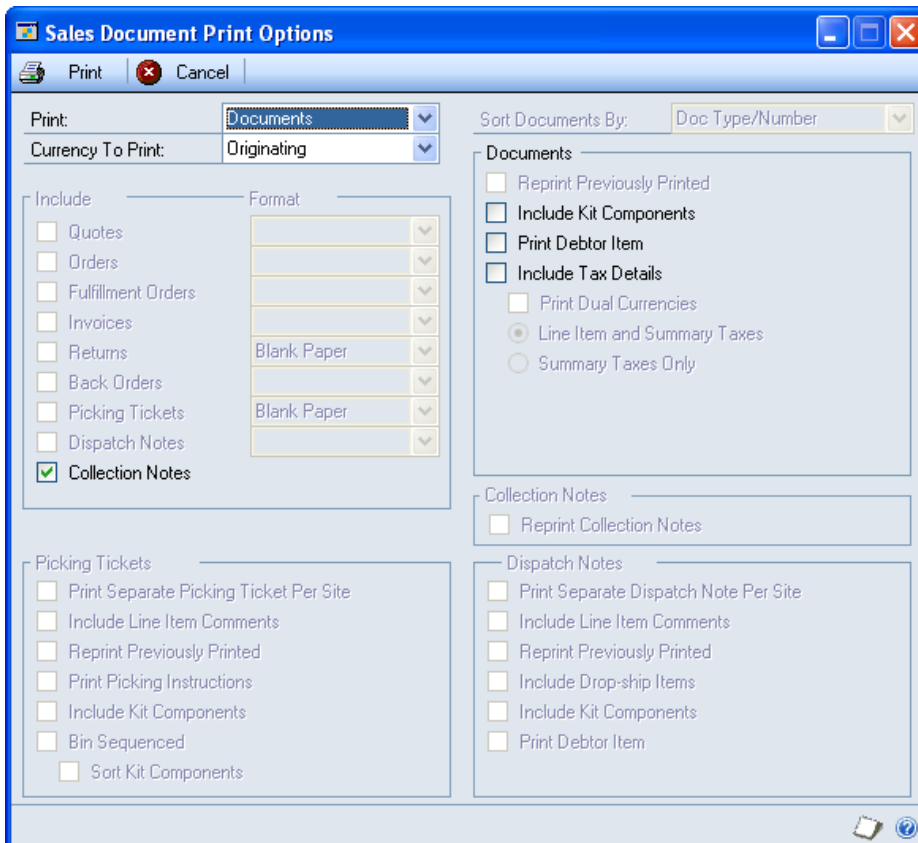 Sales Document Print Options
Print Cancel
Print: Documents
Currency To Print: Originating
Sort Documents By: Doc Type/Number
Include Format
Quotes
Orders
Fulfillment Orders
Invoices
Returns Blank Paper
Back Orders
Picking Tickets Blank Paper
Dispatch Notes
Collection Notes
Documents
Reprint Previously Printed
Include Kit Components
Print Debtor Item
Include Tax Details
Print Dual Currencies
Line Item and Summary Taxes
Summary Taxes Only
Collection Notes
Reprint Collection Notes
Picking Tickets
Print Separate Picking Ticket Per Site
Include Line Item Comments
Reprint Previously Printed
Print Picking Instructions
Include Kit Components
Bin Sequenced
Sort Kit Components
Dispatch Notes
Print Separate Dispatch Note Per Site
Include Line Item Comments
Reprint Previously Printed
Include Drop-ship Items
Include Kit Components
Print Debtor Item